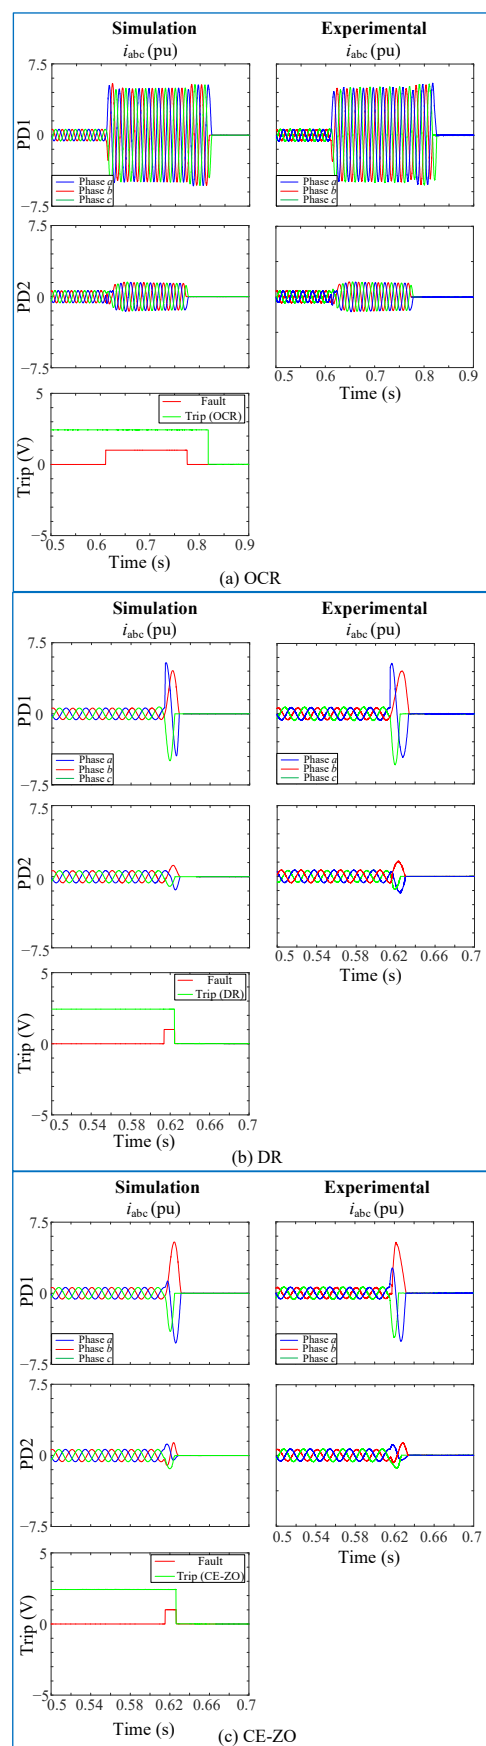 Simulation Experimental
iabc (pu) iabc (pu)
7.5
PD1
0
Phase a
Phase b
Phase c
−7.5
Phase a
Phase b
Phase c
7.5
PD2
0
−7.5
0.5 0.6 0.7 0.8 0.9
Time (s)
5
Trip (V)
0
−5
Fault
Trip (OCR)
0.5 0.6 0.7 0.8 0.9
Time (s)
(a) OCR
Simulation Experimental
iabc (pu) iabc (pu)
7.5
PD1
0
Phase a
Phase b
Phase c
−7.5
Phase a
Phase b
Phase c
7.5
PD2
0
−7.5
0.5 0.54 0.58 0.62 0.66 0.7
Time (s)
5
Trip (V)
0
−5
Fault
Trip (DR)
0.5 0.54 0.58 0.62 0.66 0.7
Time (s)
(b) DR
Simulation Experimental
iabc (pu) iabc (pu)
7.5
PD1
0
Phase a
Phase b
Phase c
−7.5
Phase a
Phase b
Phase c
7.5
PD2
0
−7.5
0.5 0.54 0.58 0.62 0.66 0.7
Time (s)
5
Trip (V)
0
−5
Fault
Trip (CE-ZO)
0.5 0.54 0.58 0.62 0.66 0.7
Time (s)
(c) CE-ZO